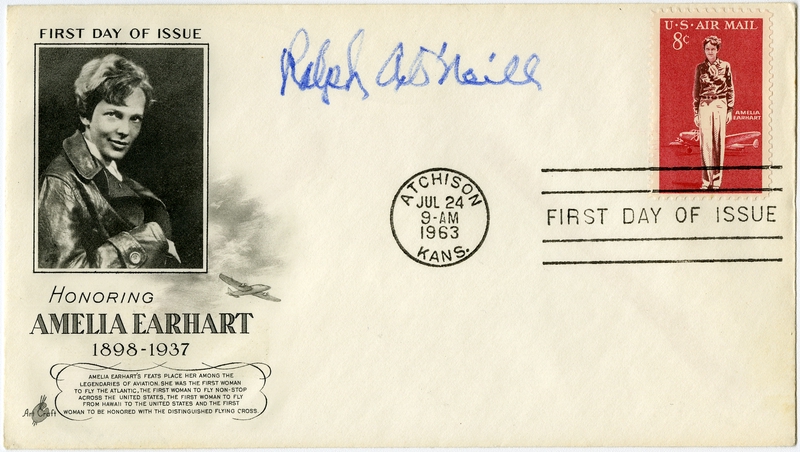 FIRST DAY OF ISSUE
Ralph A. O'Neill
U·S·AIR MAIL
8¢
AMELIA
EARHART
ATCHISON
JUL 24
9-AM
1963
KANS.
FIRST DAY OF ISSUE
HONORING
AMELIA EARHART
1898-1937
AMELIA EARHART'S FEATS PLACE HER AMONG THE
LEGENDARIES OF AVIATION. SHE WAS THE FIRST WOMAN
TO FLY THE ATLANTIC, THE FIRST WOMAN TO FLY NON-STOP
ACROSS THE UNITED STATES, THE FIRST WOMAN TO FLY
FROM HAWAII TO THE UNITED STATES AND THE FIRST
WOMAN TO BE HONORED WITH THE DISTINGUISHED FLYING CROSS.
Art Craft